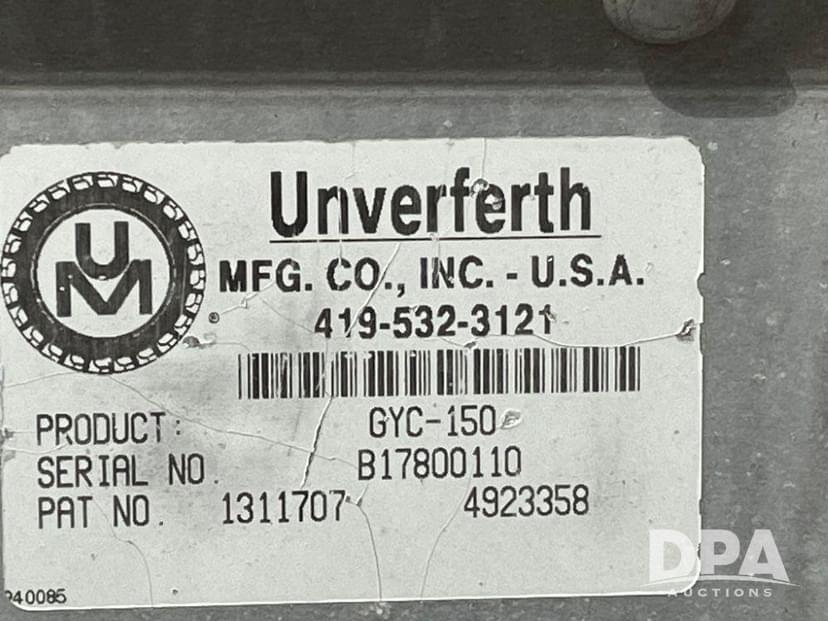 UM
Unverferth
MFG. CO., INC. - U.S.A.
419-532-3121
PRODUCT: GYC-150
SERIAL NO. B17800110
PAT NO. 1311707 4923358
940085
DPA
AUCTIONS